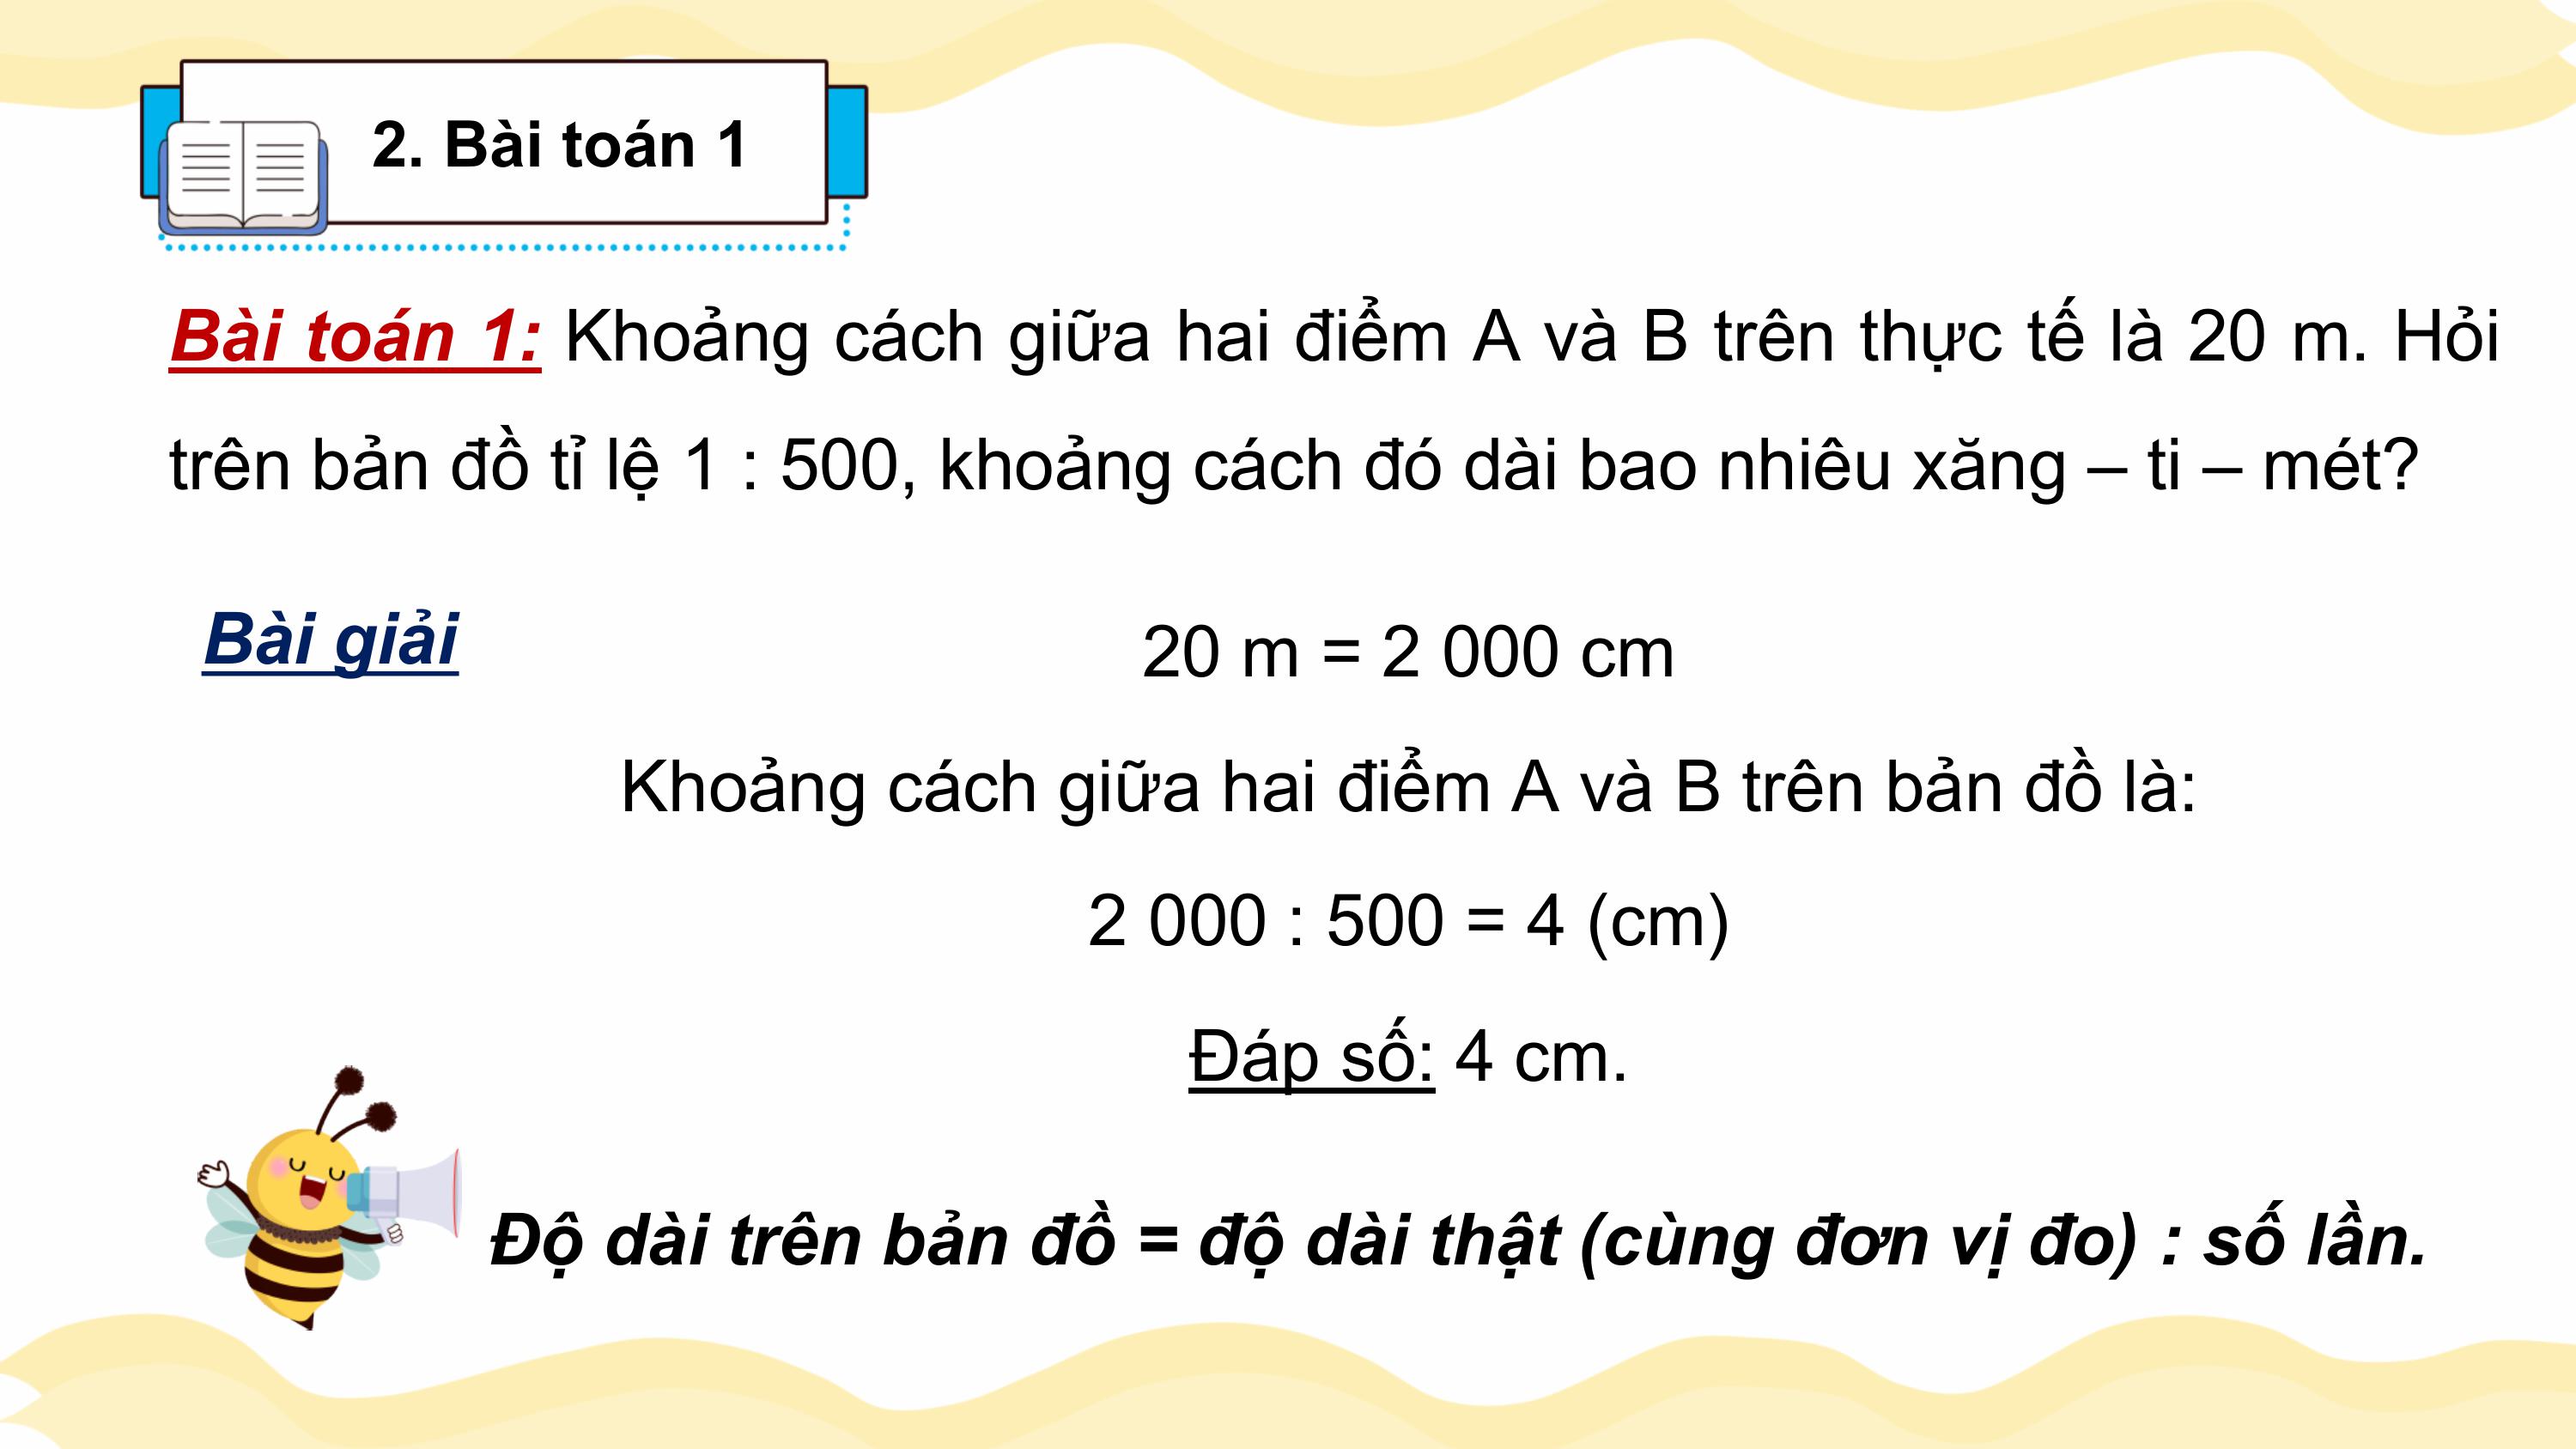 2. Bài toán 1
Bài toán 1: Khoảng cách giữa hai điểm A và B trên thực tế là 20 m. Hỏi
trên bản đồ tỉ lệ 1 : 500, khoảng cách đó dài bao nhiêu xăng – ti – mét?
Bài giải
20 m = 2 000 cm
Khoảng cách giữa hai điểm A và B trên bản đồ là:
2 000 : 500 = 4 (cm)
Đáp số: 4 cm.
Độ dài trên bản đồ = độ dài thật (cùng đơn vị đo) : số lần.